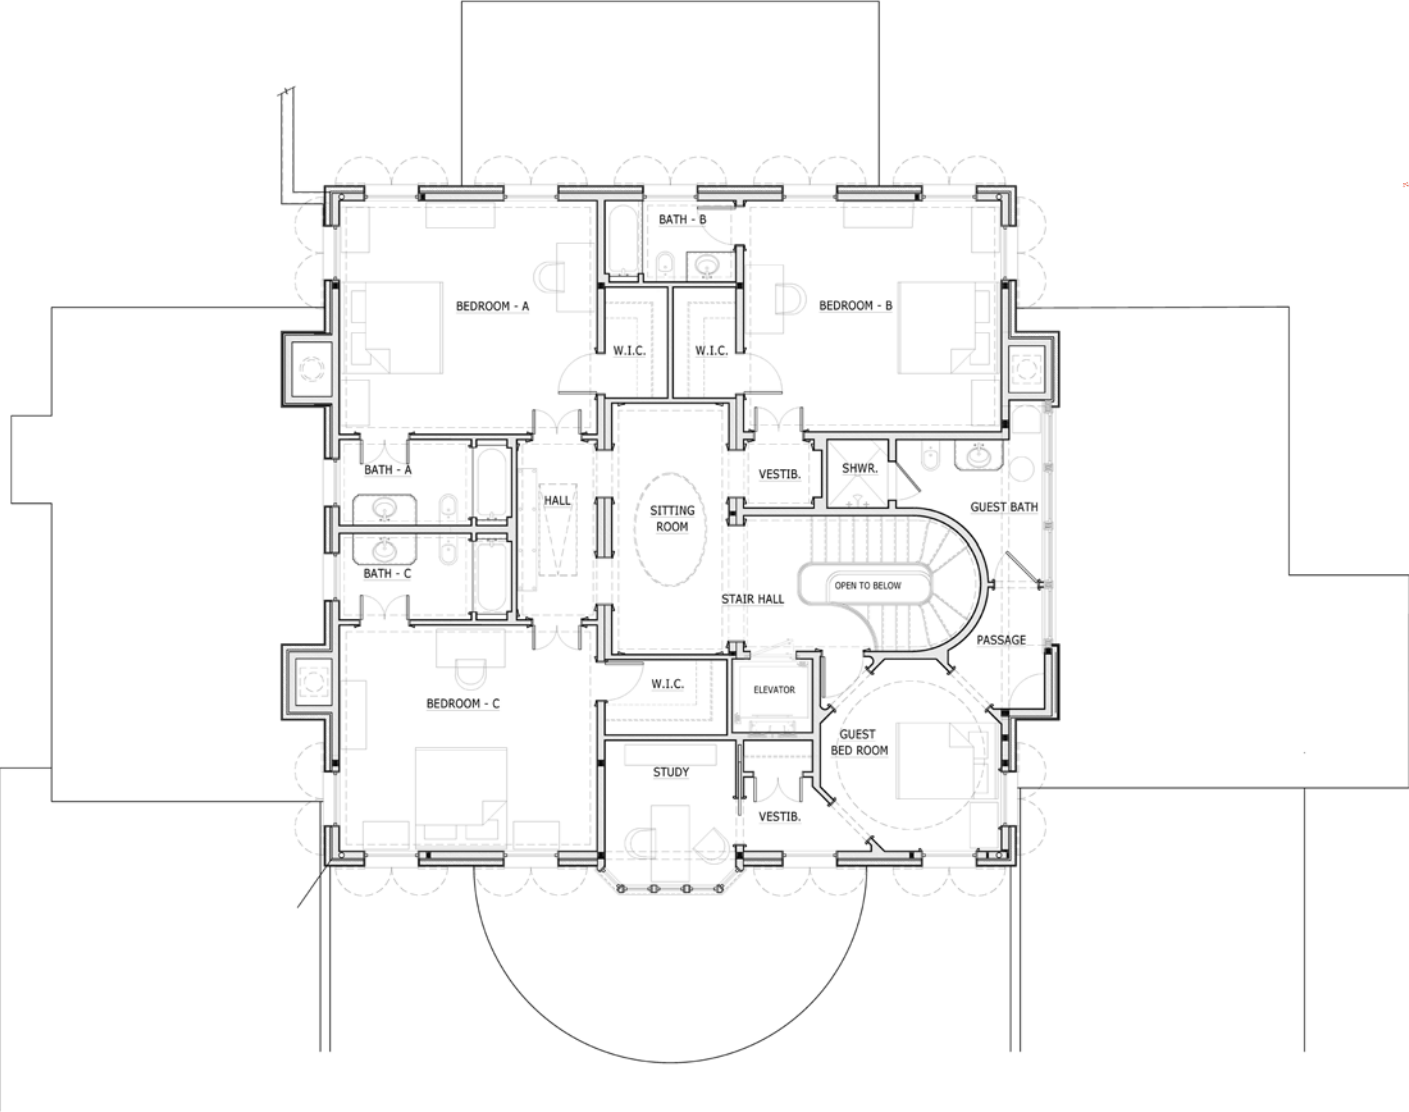 BATH - B
BEDROOM - A
BEDROOM - B
W.I.C.
W.I.C.
BATH - A
HALL
VESTIB.
SHWR.
SITTING
ROOM
GUEST BATH
BATH - C
OPEN TO BELOW
STAIR HALL
PASSAGE
BEDROOM - C
W.I.C.
ELEVATOR
GUEST
BED ROOM
STUDY
VESTIB.